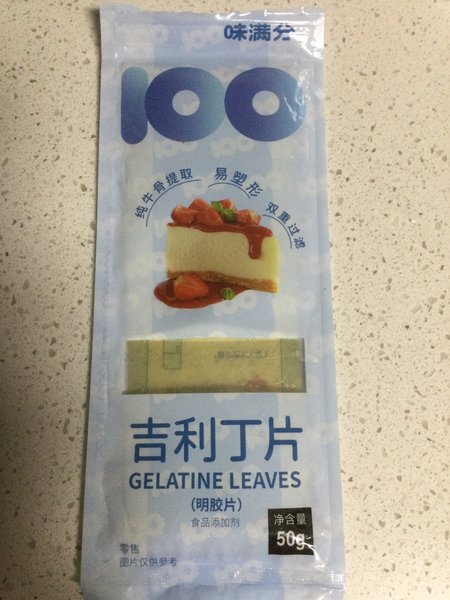 味满分
100
纯牛骨提取 易塑形 双重过滤
吉利丁片
GELATINE LEAVES
(明胶片)
食品添加剂
净含量
50g
零售
图片仅供参考